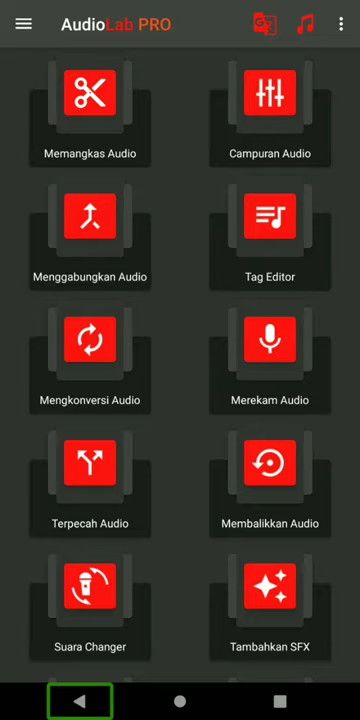 AudioLab PRO
Memangkas Audio
Campuran Audio
Menggabungkan Audio
Tag Editor
Mengkonversi Audio
Merekam Audio
Terpecah Audio
Membalikkan Audio
Suara Changer
Tambahkan SFX